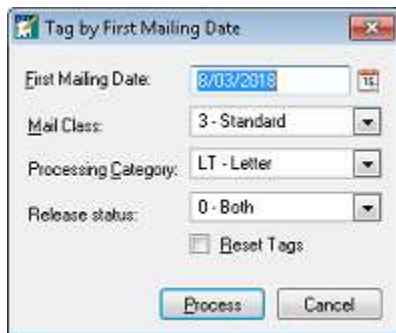 Tag by First Mailing Date
First Mailing Date: 8/03/2018
Mail Class: 3 - Standard
Processing Category: LT - Letter
Release status: 0 - Both
Reset Tags
Process Cancel